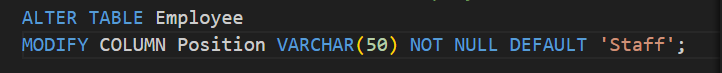 ALTER TABLE Employee
MODIFY COLUMN Position VARCHAR(50) NOT NULL DEFAULT 'Staff';